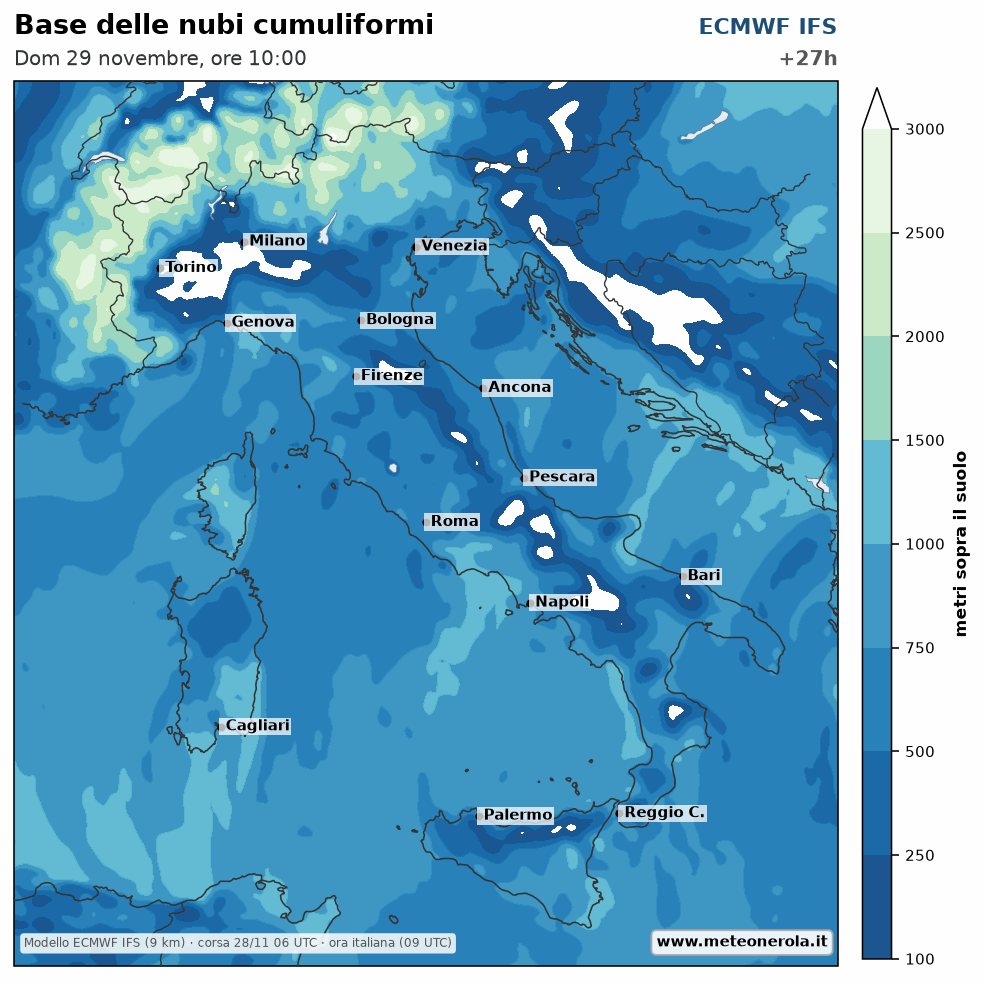 Base delle nubi cumuliformi
ECMWF IFS
Dom 29 novembre, ore 10:00
+27h
Milano
Venezia
Torino
Genova
Bologna
Firenze
Ancona
Pescara
Roma
Bari
Napoli
Cagliari
Palermo
Reggio C.
3000
2500
2000
1500
1000
750
500
250
100
metri sopra il suolo
Modello ECMWF IFS (9 km) · corsa 28/11 06 UTC · ora italiana (09 UTC)
www.meteonerola.it